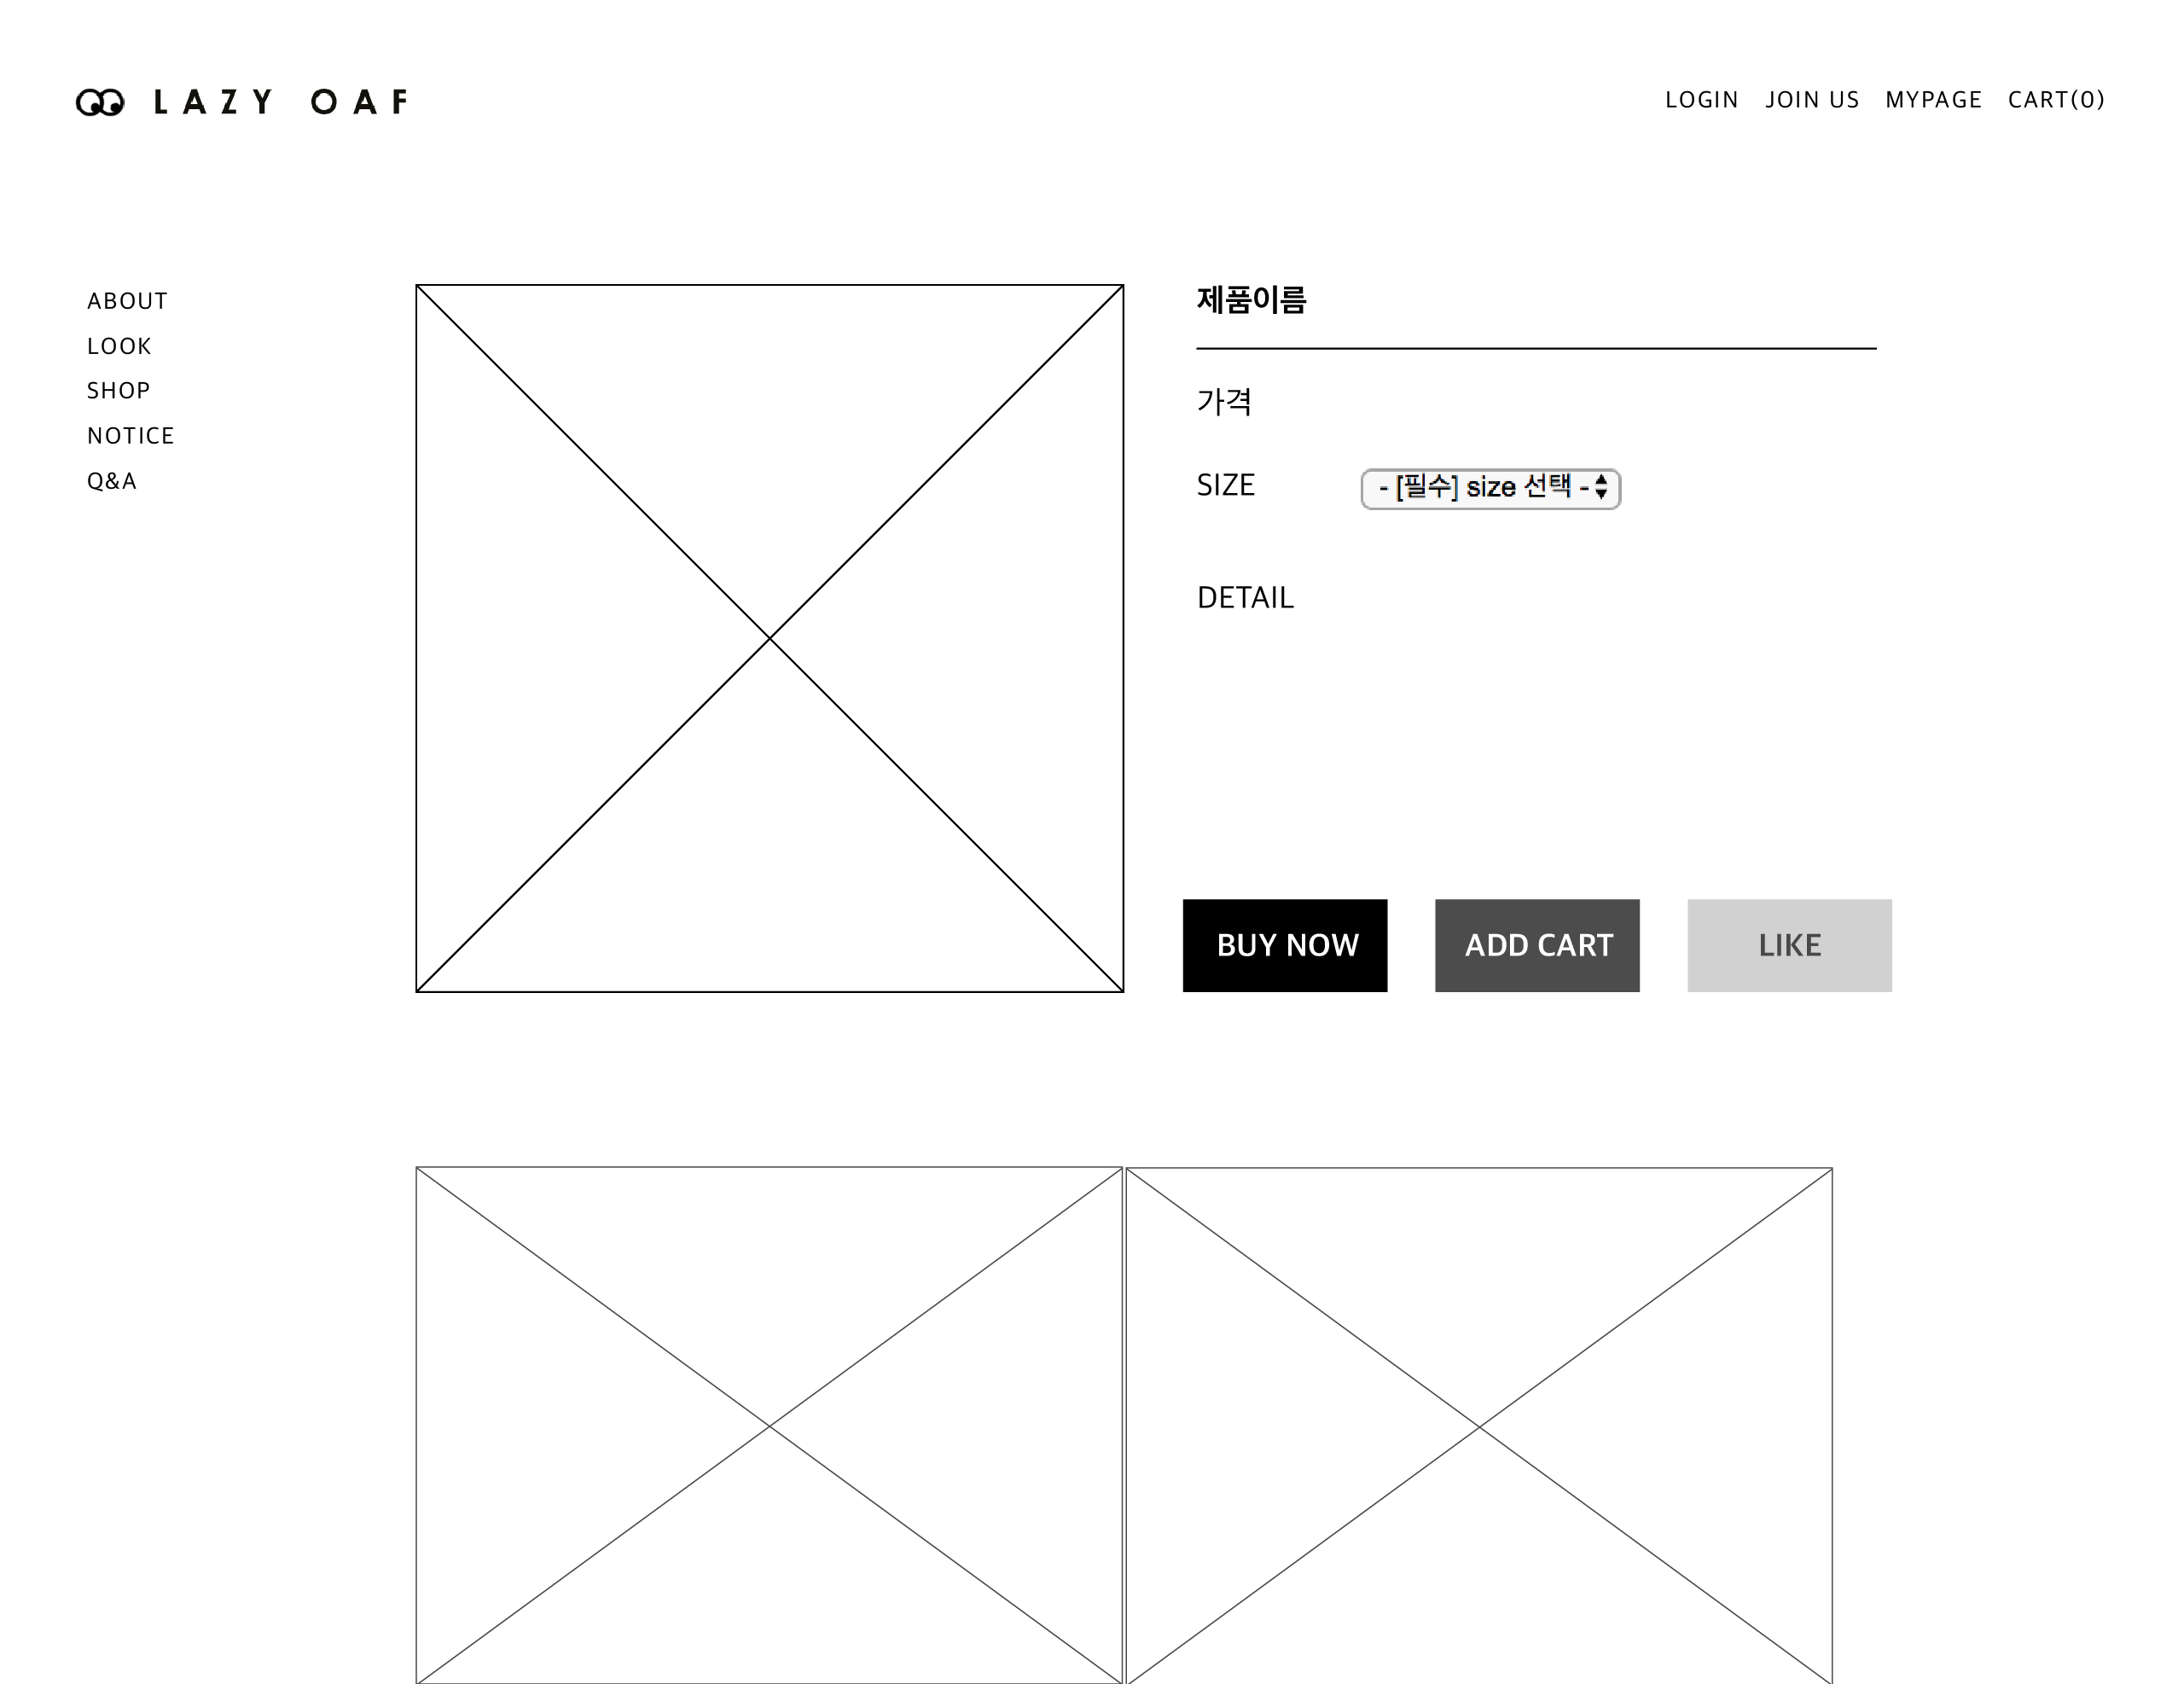 LAZY OAF
LOGIN JOIN US MYPAGE CART(0)
ABOUT
LOOK
SHOP
NOTICE
Q&A
제품이름
가격
SIZE - [필수] size 선택 -
DETAIL
BUY NOW ADD CART LIKE